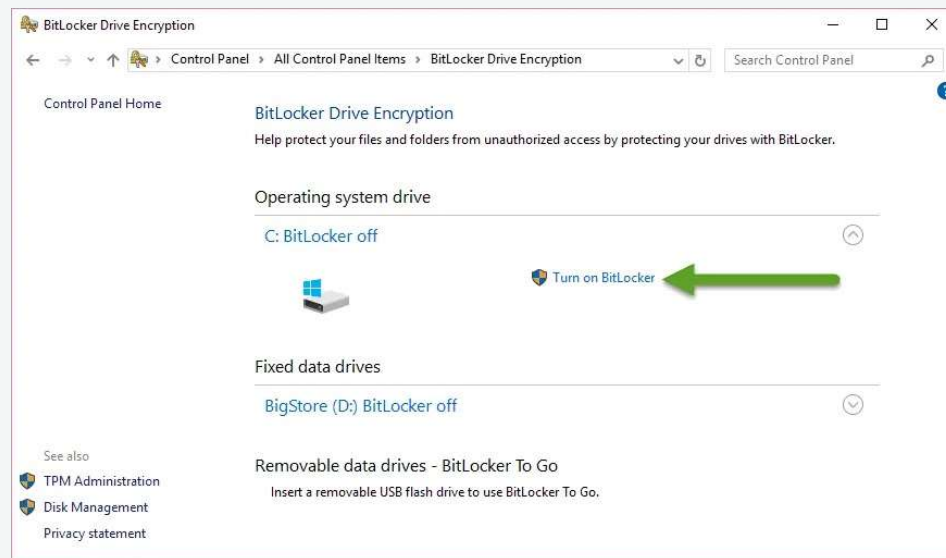 BitLocker Drive Encryption
Control Panel > All Control Panel Items > BitLocker Drive Encryption
Search Control Panel
Control Panel Home
BitLocker Drive Encryption
Help protect your files and folders from unauthorized access by protecting your drives with BitLocker.
Operating system drive
C: BitLocker off
Turn on BitLocker
Fixed data drives
BigStore (D:) BitLocker off
Removable data drives - BitLocker To Go
Insert a removable USB flash drive to use BitLocker To Go.
See also
TPM Administration
Disk Management
Privacy statement